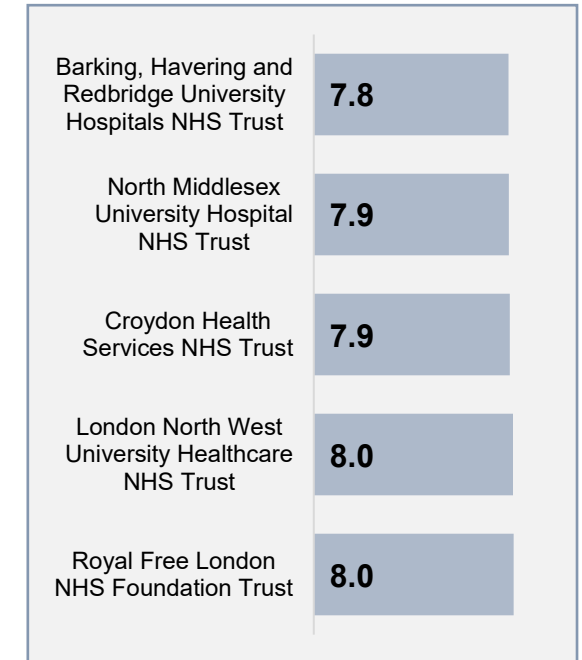 Barking, Havering and
Redbridge University
Hospitals NHS Trust
7.8
North Middlesex
University Hospital
NHS Trust
7.9
Croydon Health
Services NHS Trust
7.9
London North West
University Healthcare
NHS Trust
8.0
Royal Free London
NHS Foundation Trust
8.0